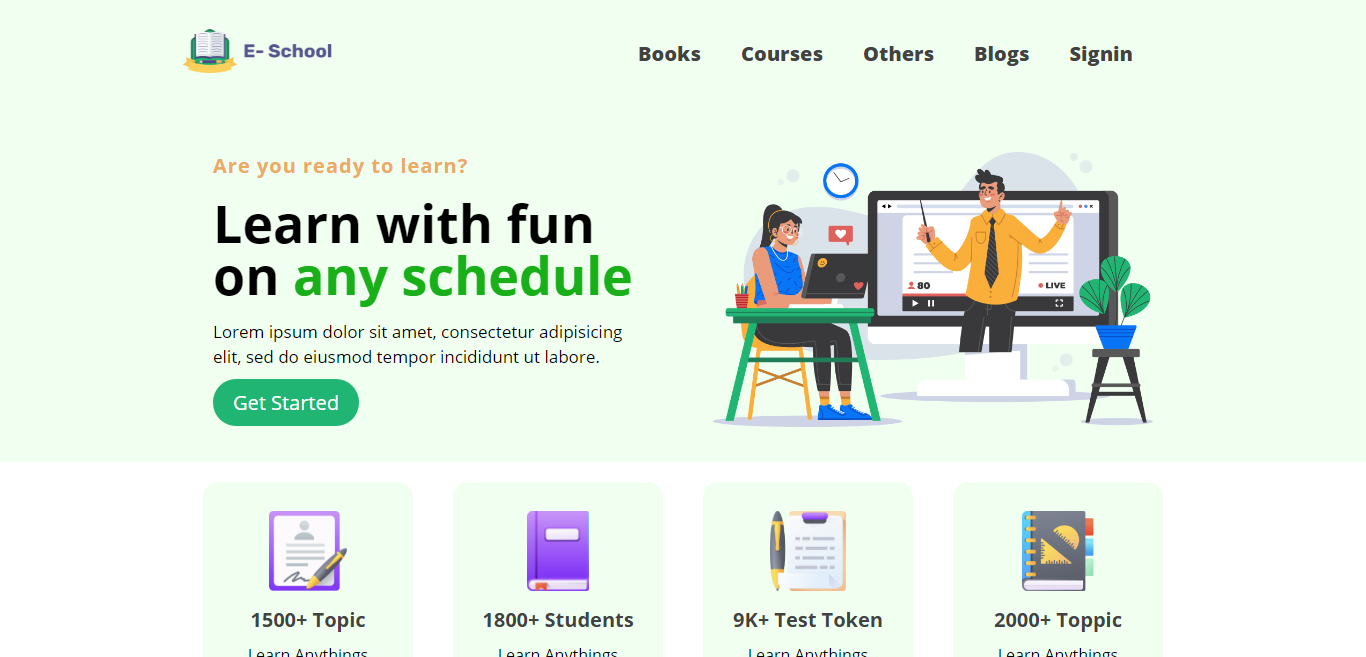 E- School
Books Courses Others Blogs Signin
Are you ready to learn?
Learn with fun
on any schedule
Lorem ipsum dolor sit amet, consectetur adipisicing
elit, sed do eiusmod tempor incididunt ut labore.
Get Started
80
LIVE
1500+ Topic
1800+ Students
9K+ Test Token
2000+ Toppic
Learn Anythings
Learn Anythings
Learn Anythings
Learn Anythings